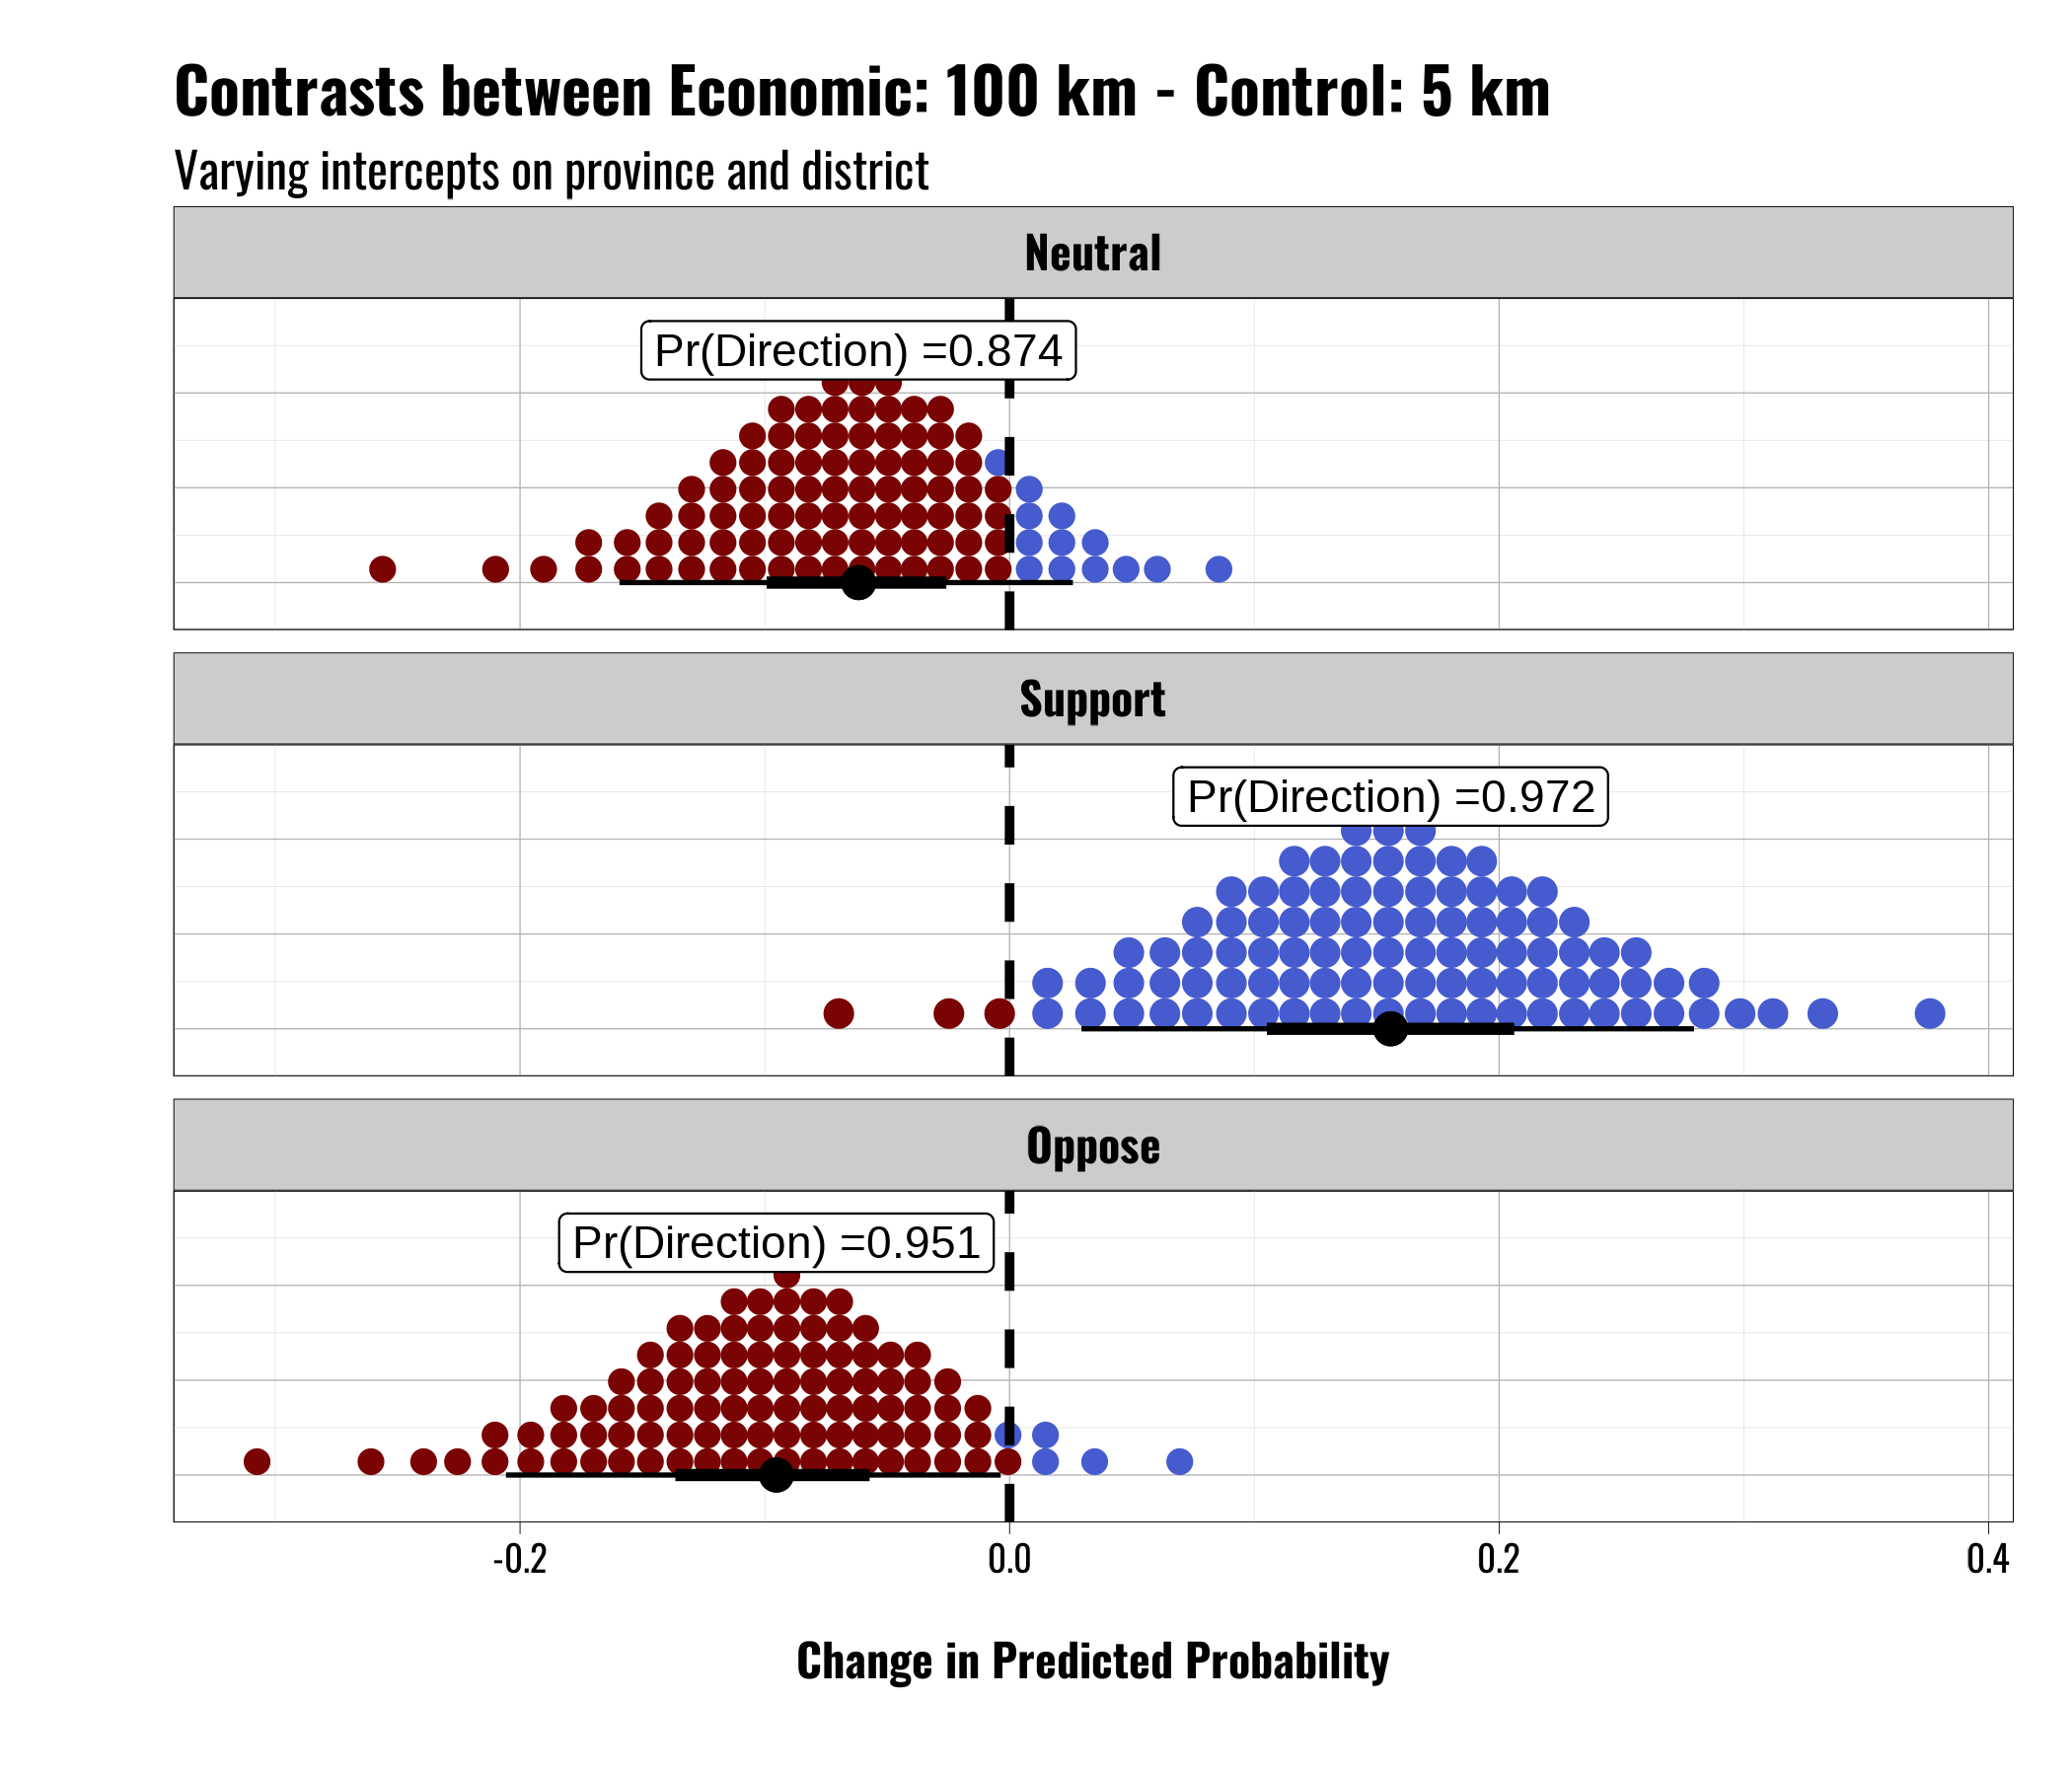 Contrasts between Economic: 100 km - Control: 5 km
Varying intercepts on province and district
Neutral
Pr(Direction) =0.874
Support
Pr(Direction) =0.972
Oppose
Pr(Direction) =0.951
-0.2 0.0 0.2 0.4
Change in Predicted Probability